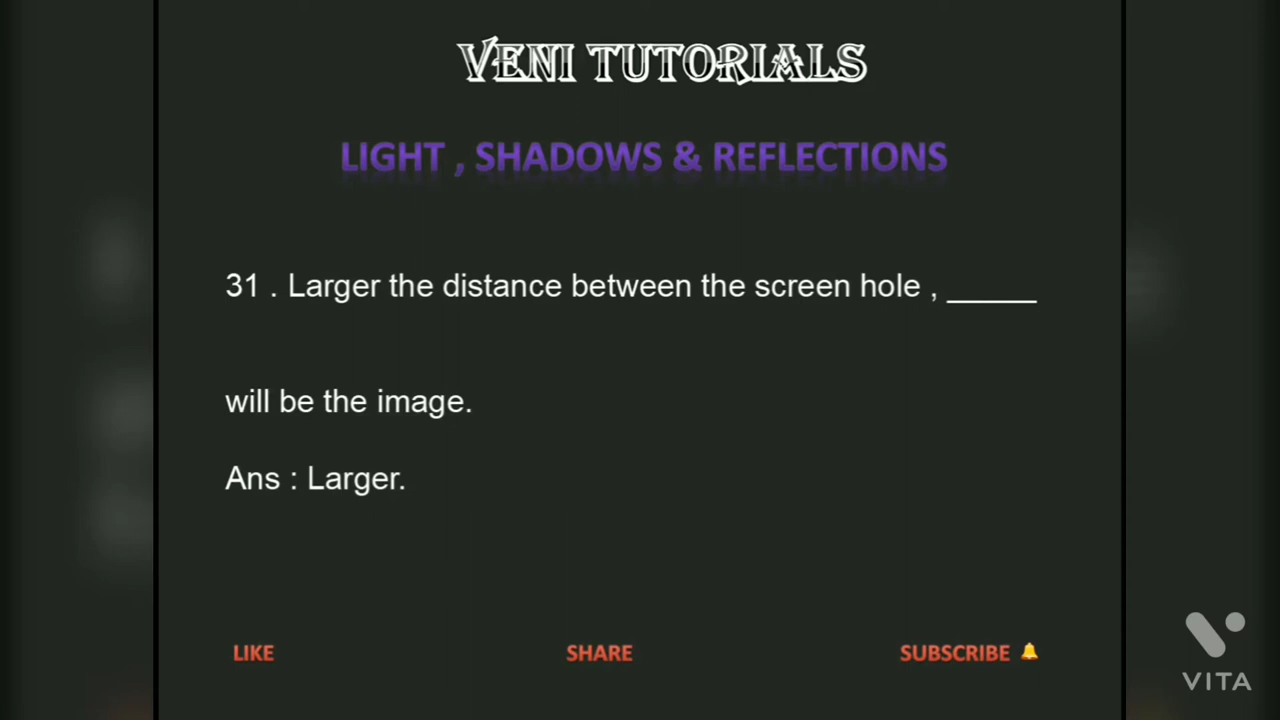 VENI TUTORIALS
LIGHT , SHADOWS & REFLECTIONS
31 . Larger the distance between the screen hole , _____
will be the image.
Ans : Larger.
LIKE SHARE SUBSCRIBE 🔔
VITA